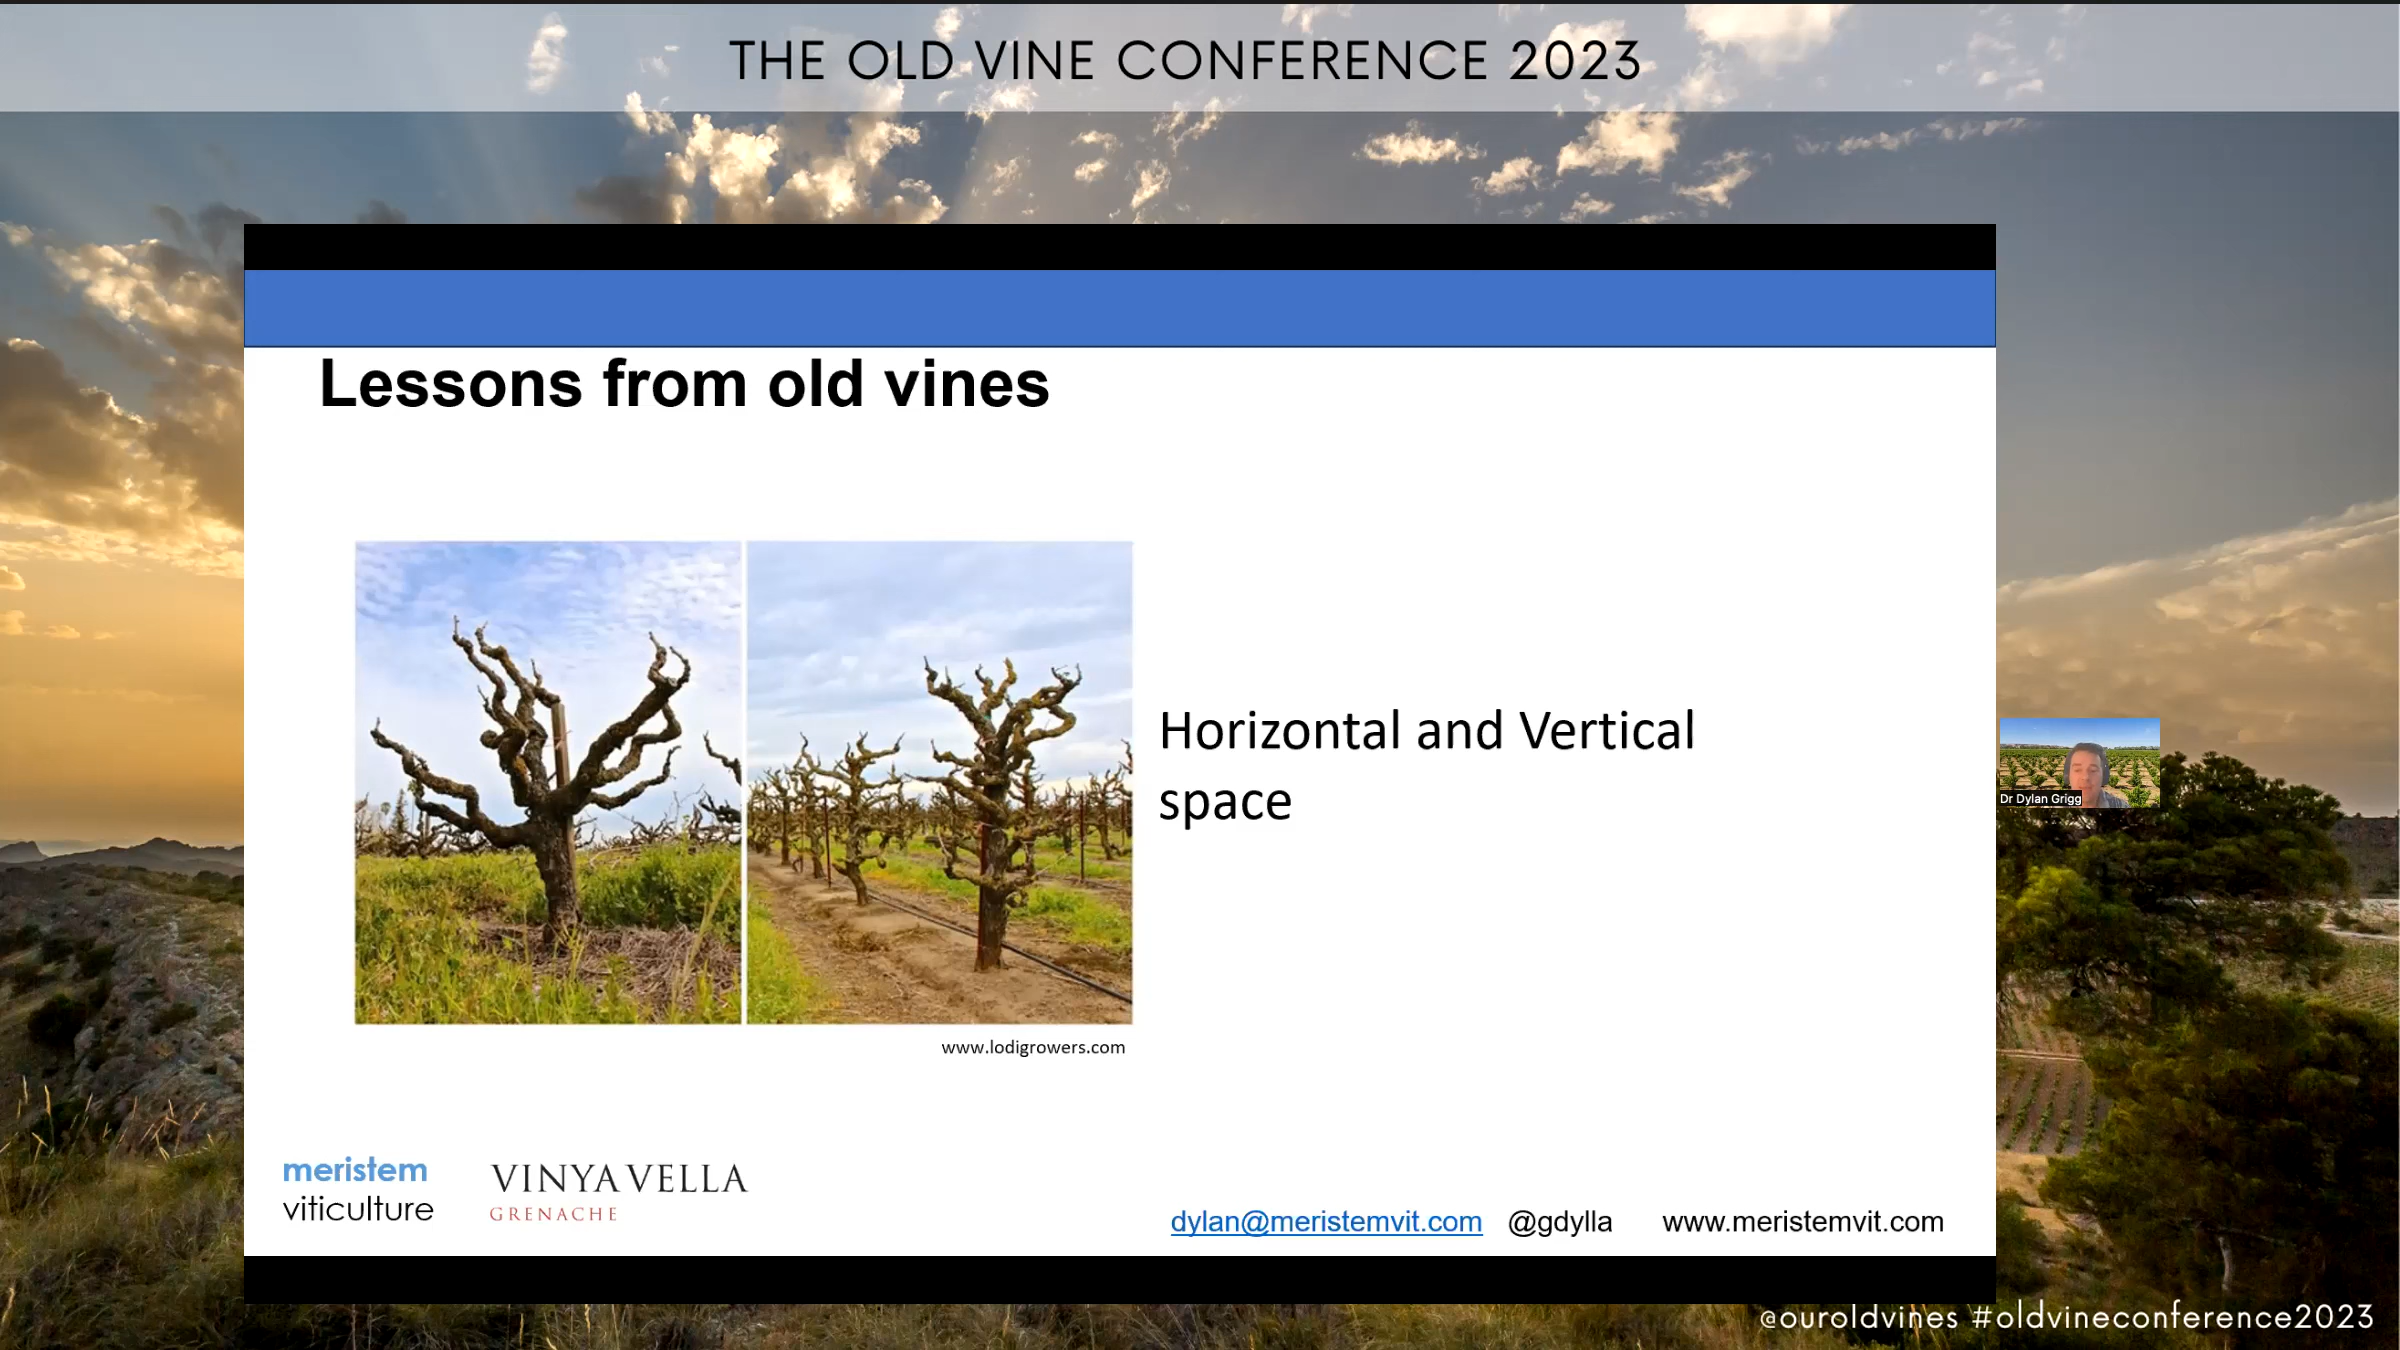 THE OLD VINE CONFERENCE 2023
Lessons from old vines
Horizontal and Vertical
space
www.lodigrowers.com
Dr Dylan Grigg
meristem
viticulture
VINYA VELLA
GRENACHE
dylan@meristemvit.com @gdylla www.meristemvit.com
@ouroldvines #oldvineconference2023